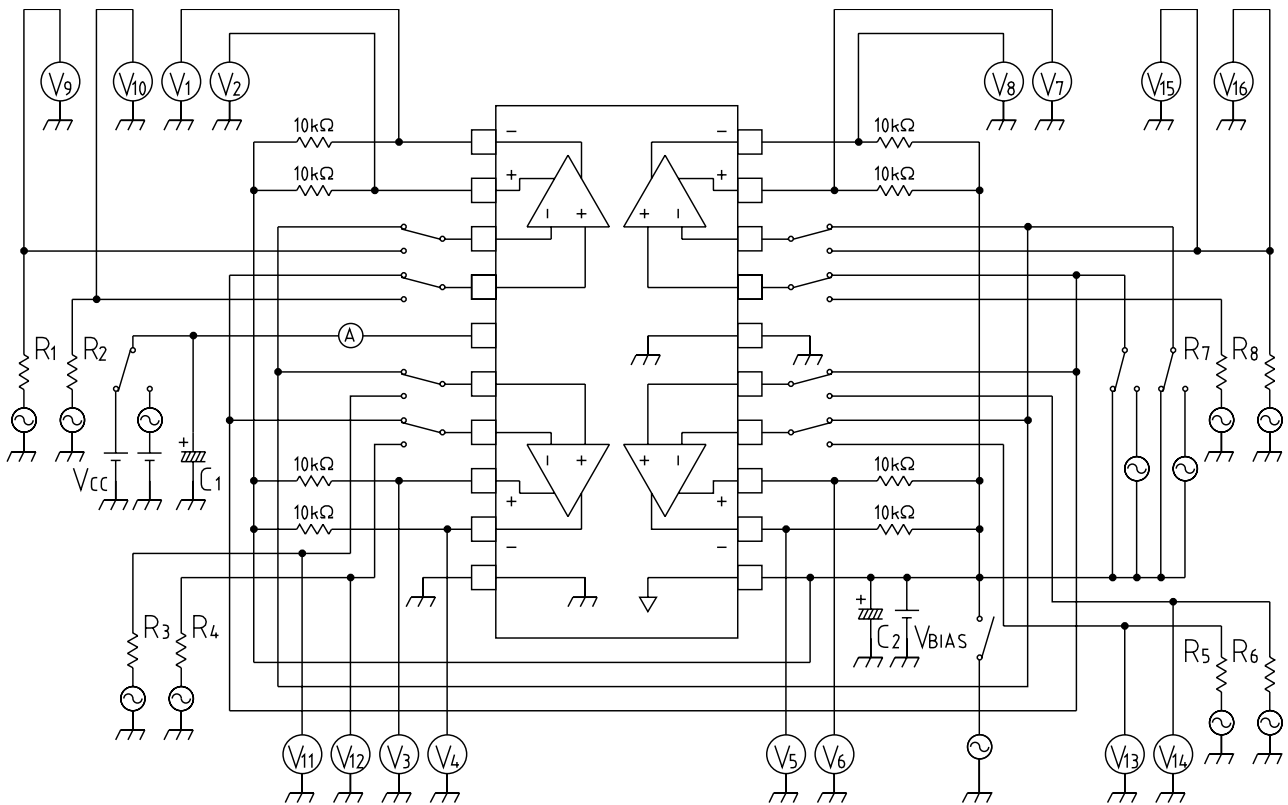 V9 V10 V1 V2 V8 V7 V15 V16
10kΩ − − 10kΩ
10kΩ + + 10kΩ
− + + −
A
R1 R2 R7 R8
+
VCC C1
− + + −
10kΩ + + 10kΩ
10kΩ − − 10kΩ
+
R3 R4 C2 VBIAS R5 R6
V11 V12 V3 V4 V5 V6 V13 V14